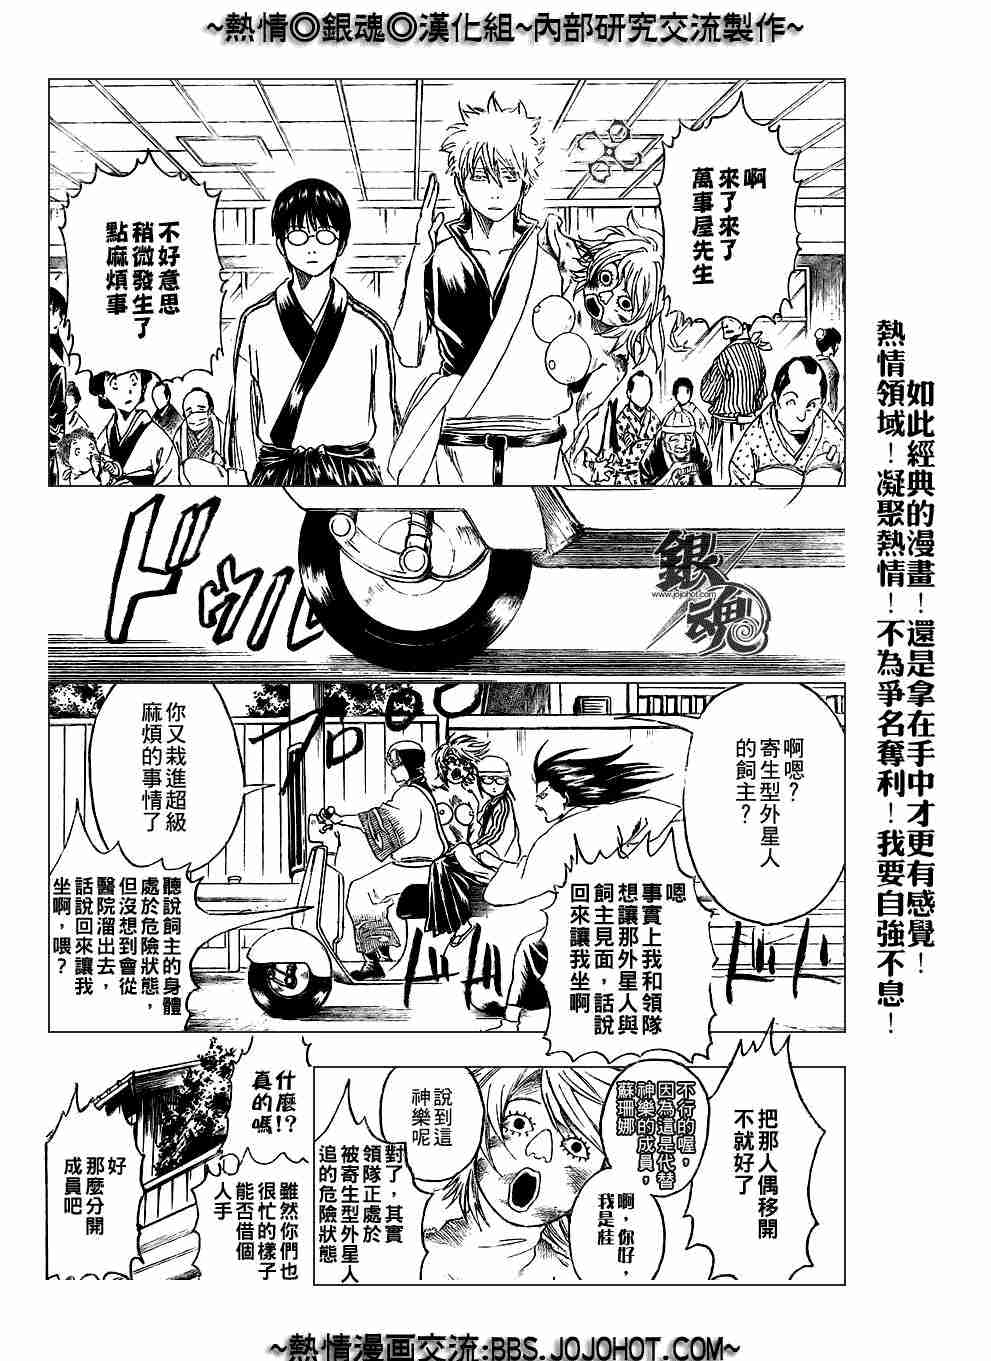 ~熱情◎銀魂◎漢化組~內部研究交流製作~
啊
來了來了
萬事屋先生
不好意思
稍微發生了
點麻煩事
如此經典的漫畫！還是拿在手中才更有感覺！
熱情領域！凝聚熱情！不為爭名奪利！我要自強不息！
ドゥルル
銀魂
www.jojohot.com
啊嗯？
寄生型外星人
的飼主？
嗯
事實上我和領隊
想讓那外星人與
飼主見面，話說
回來讓我坐啊
你又栽進超級
麻煩的事情了
聽說飼主的身體
處於危險狀態，
但沒想到會從
醫院溜出去，
話說回來讓我
坐啊，喂？
ブロロ
ドドド
把那人偶移開
不就好了
不行的喔，
因為這是代替
神樂的成員，
蘇珊娜
啊，你好，
我是桂
說到這
神樂呢
對了，其實
領隊正處於
被寄生型外星人
追的危險狀態
什麼!?
真的嗎!
雖然你們也
很忙的樣子
能否借個
人手
好
那麼分開
成員吧
~熱情漫画交流:BBS.JOJOHOT.COM~